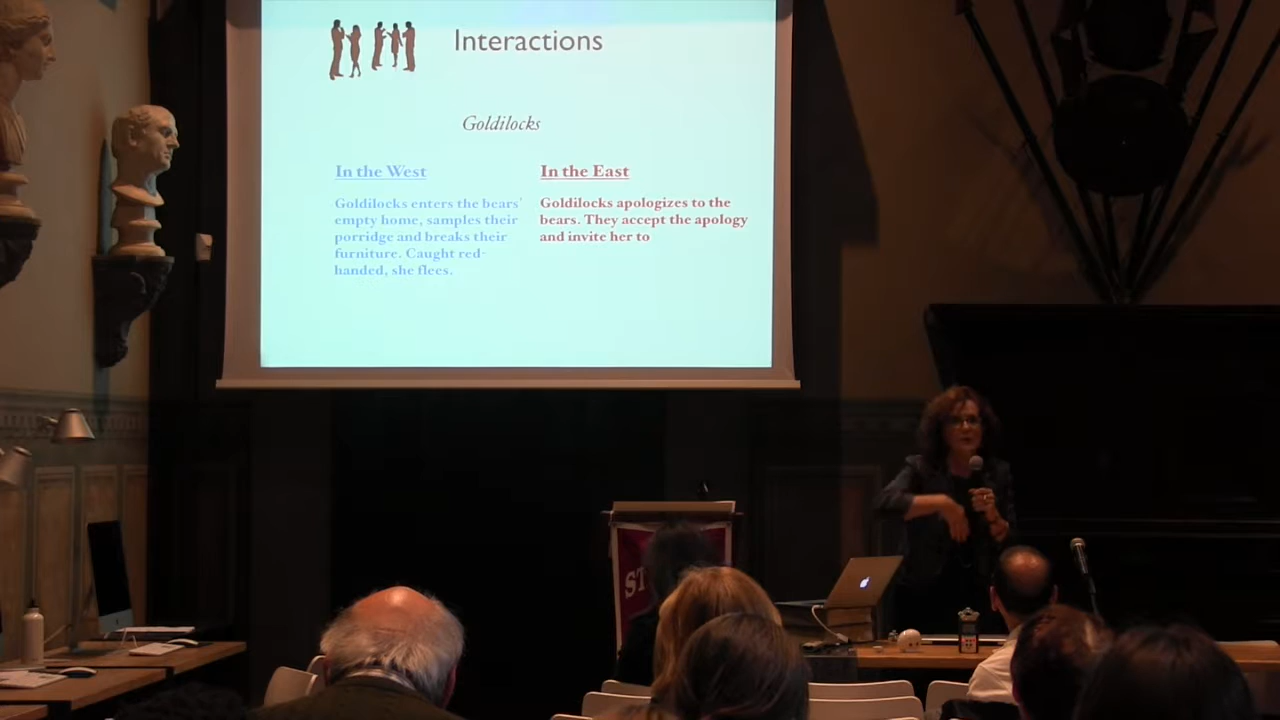 Interactions
Goldilocks
In the West
Goldilocks enters the bears'
empty home, samples their
porridge and breaks their
furniture. Caught red-
handed, she flees.
In the East
Goldilocks apologizes to the
bears. They accept the apology
and invite her to
ST